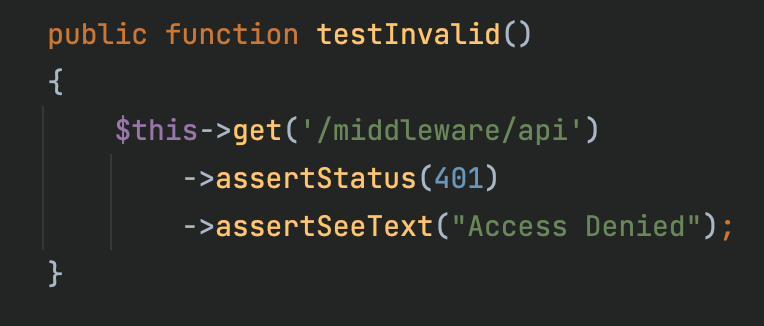 public function testInvalid()
{
    $this->get('/middleware/api')
        ->assertStatus(401)
        ->assertSeeText("Access Denied");
}